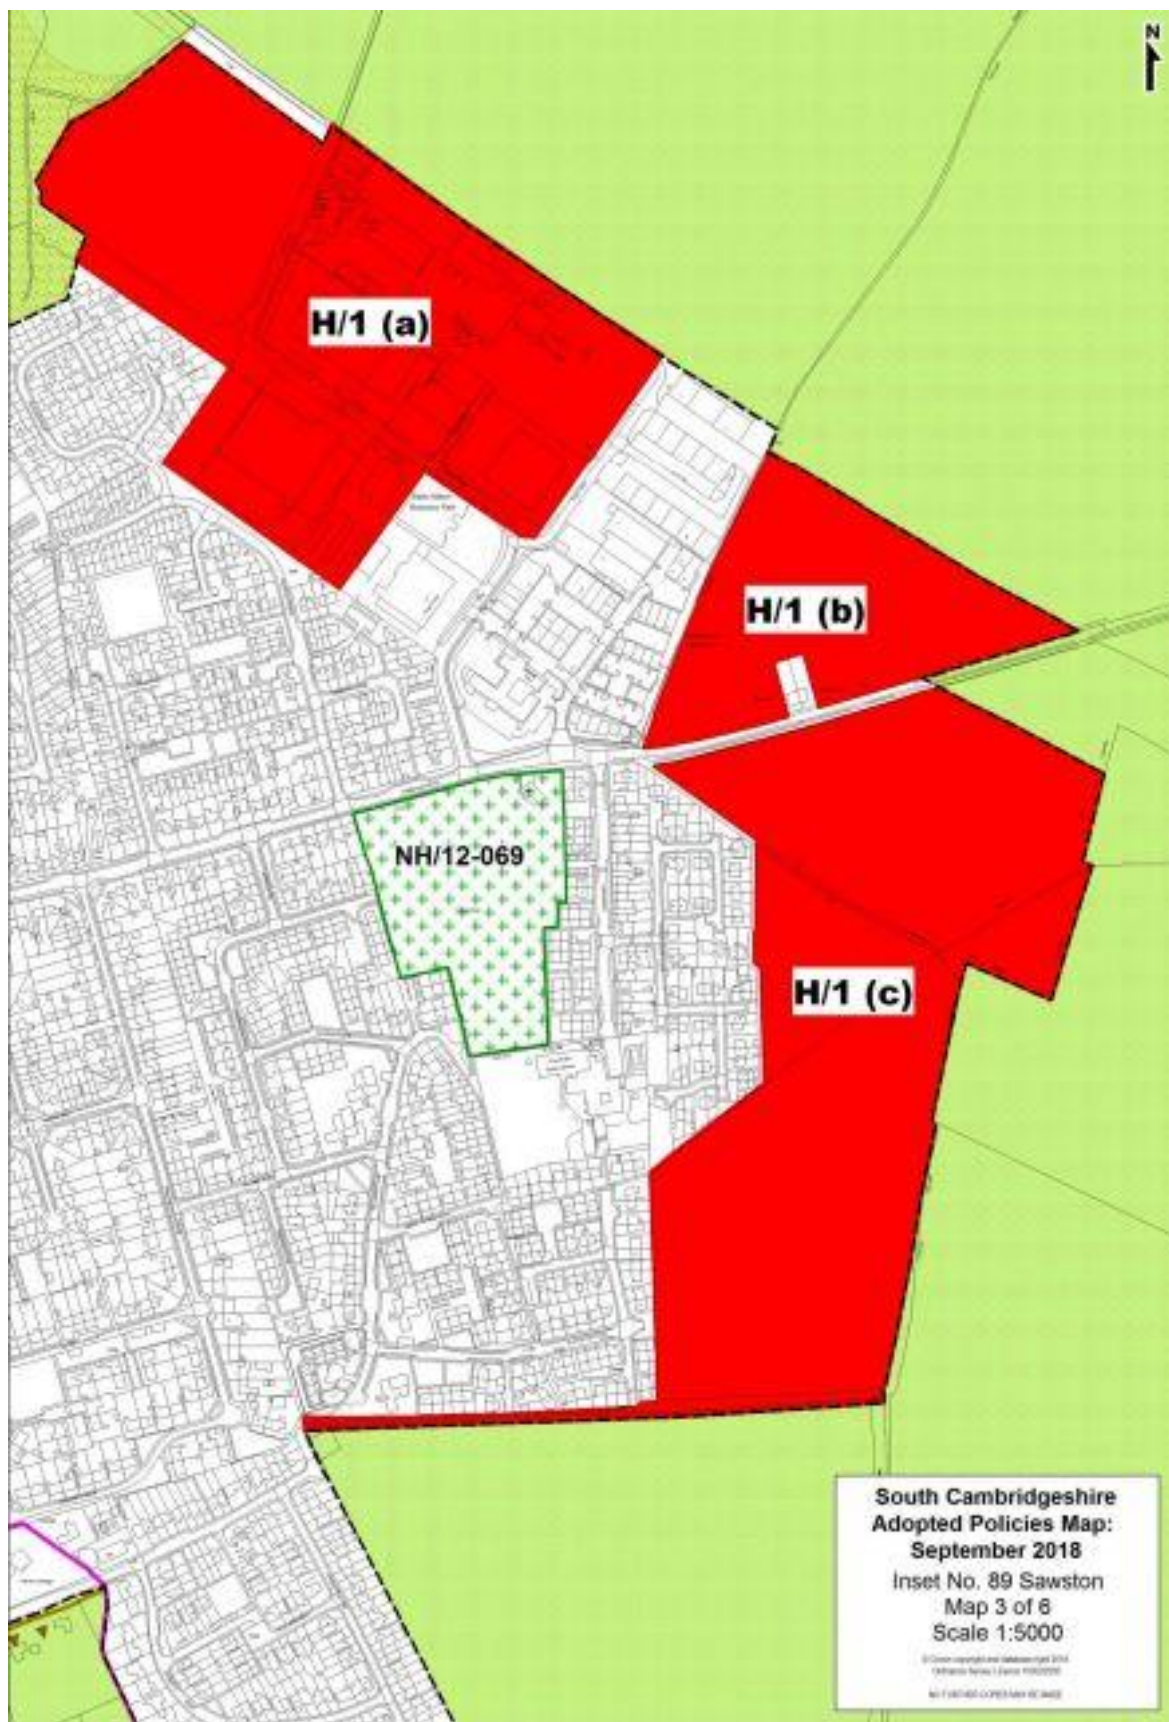 N
H/1 (a)
H/1 (b)
NH/12-069
H/1 (c)
South Cambridgeshire
Adopted Policies Map:
September 2018
Inset No. 89 Sawston
Map 3 of 6
Scale 1:5000